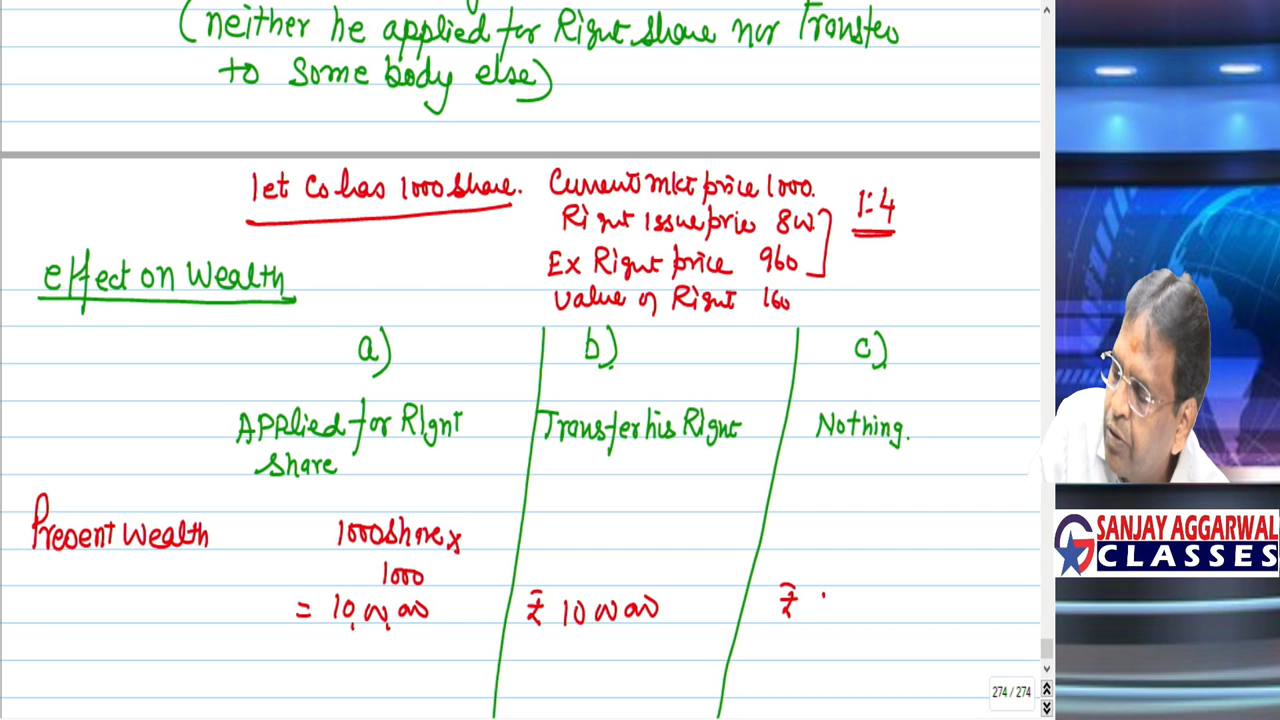 (neither he applied for Right share nor Transfer
to some body else)
let Co has 1000 share. Current mkt price 1000.
Right Issue price 800
1:4
Ex Right price 960
Value of Right 160
Effect on Wealth
a) b) c)
Applied for Right Transfer his Right Nothing.
share
Present Wealth 1000 share x
1000
= 10,00,000 ₹ 1000000 ₹
274 / 274
SANJAY AGGARWAL
CLASSES